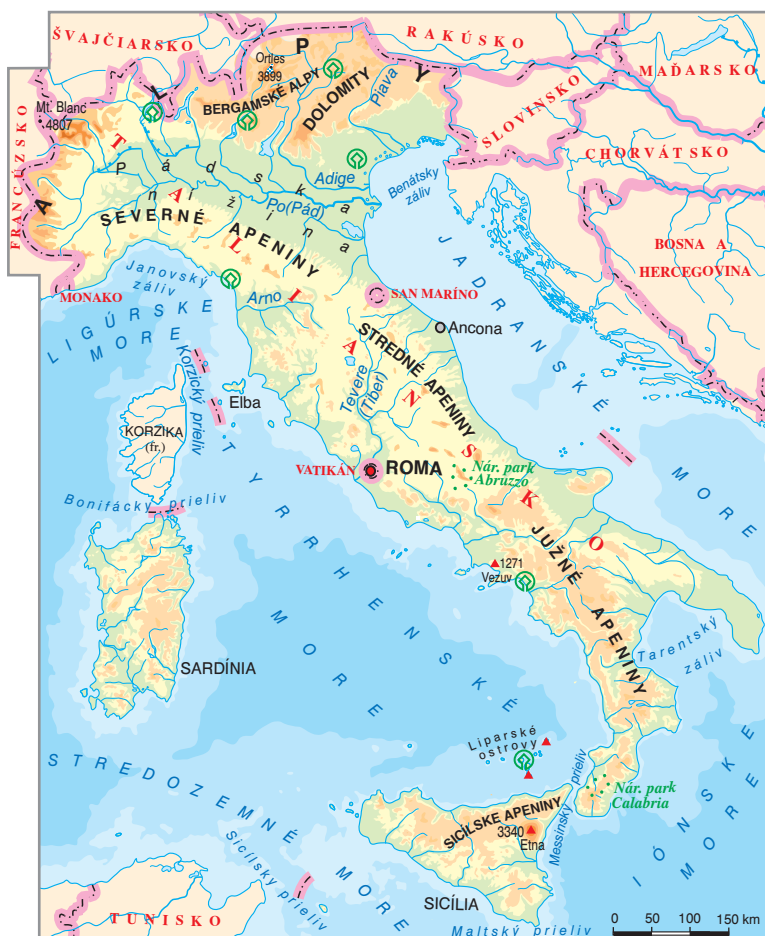 ŠVAJČIARSKO
RAKÚSKO
MAĎARSKO
SLOVINSKO
CHORVÁTSKO
BOSNA A
HERCEGOVINA
FRANCÚZSKO
MONAKO
SAN MARÍNO
VATIKÁN
TALIANSKO
TUNISKO
ALPY
Ortles
3899
Mt. Blanc
4807
BERGAMSKÉ ALPY
DOLOMITY
Piava
Adige
Pádska
nížina
Po(Pád)
Benátsky
záliv
SEVERNÉ APENINY
Janovský
záliv
Arno
LIGÚRSKE
MORE
JADRANSKÉ MORE
Ancona
STREDNÉ APENINY
Tevere
(Tiber)
Korzický prieliv
Elba
KORZIKA
(fr.)
ROMA
Nár. park
Abruzzo
Bonifácky prieliv
TYRRHENSKÉ
MORE
1271
Vezuv
JUŽNÉ APENINY
SARDÍNIA
Tarentský
záliv
Liparské
ostrovy
STREDOZEMNÉ MORE
Nár. park
Calabria
Messinský prieliv
SICÍLSKE APENINY
3340
Etna
IÓNSKE
MORE
Sicílsky prieliv
SICÍLIA
Maltský prieliv
0 50 100 150 km